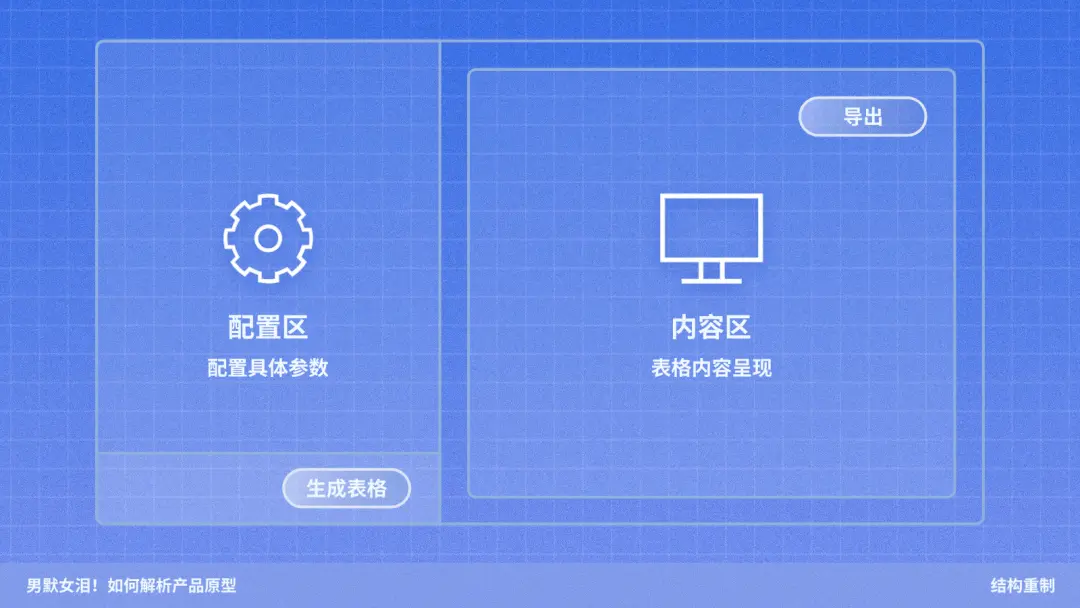 导出
配置区
配置具体参数
内容区
表格内容呈现
生成表格
男默女泪！如何解析产品原型
结构重制